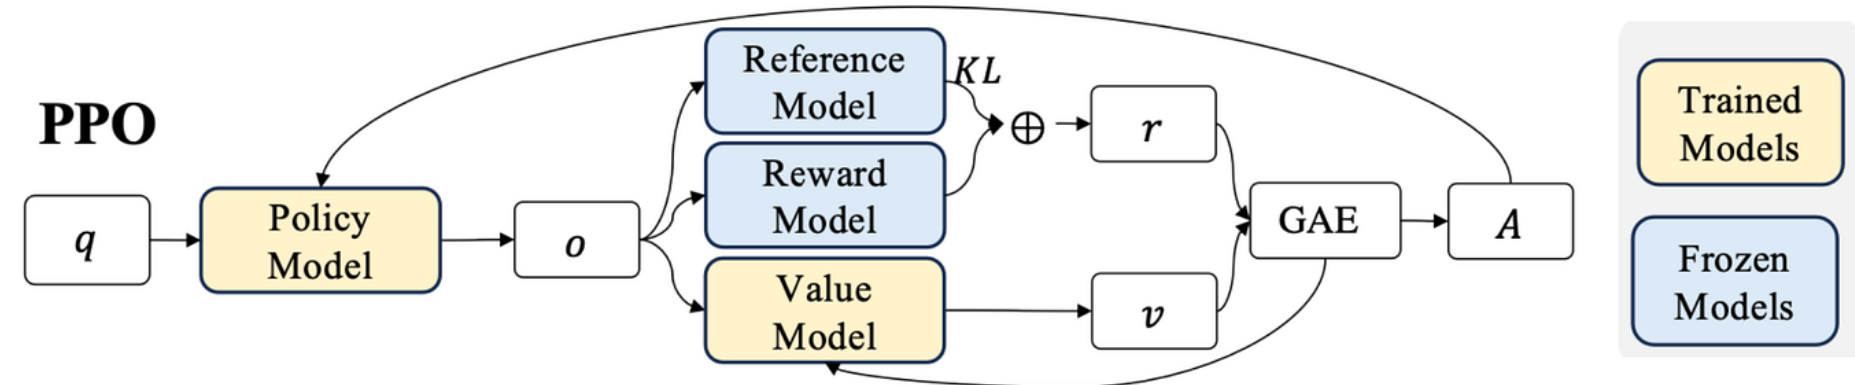 PPO
q
Policy
Model
o
Reference
Model
KL
Reward
Model
Value
Model
⊕
r
v
GAE
A
Trained
Models
Frozen
Models